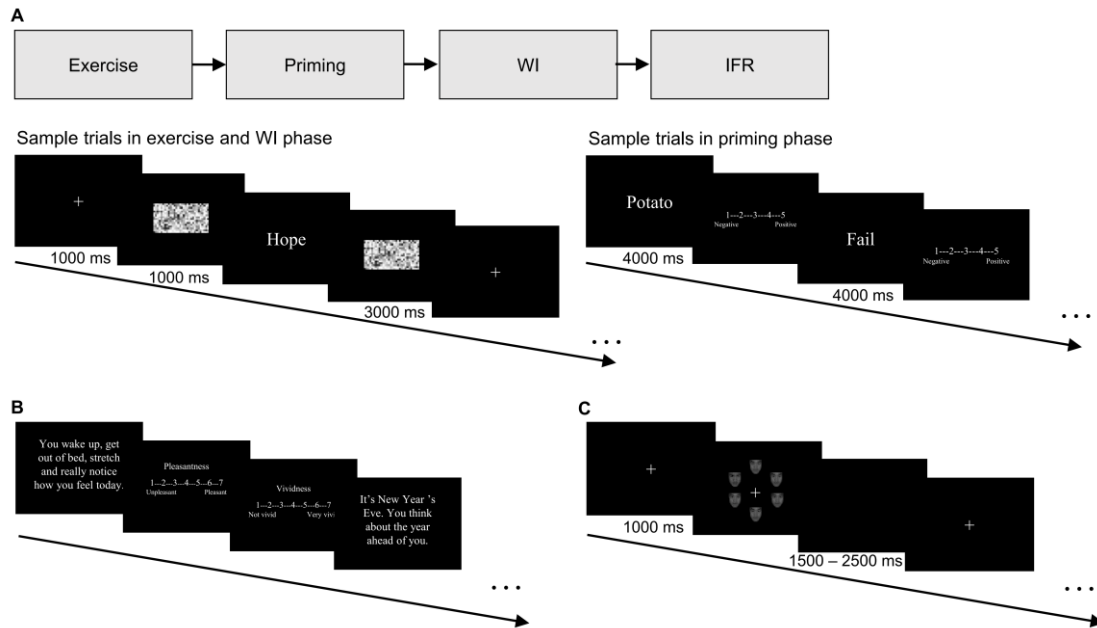 A
Exercise
Priming
WI
IFR
Sample trials in exercise and WI phase
+
Hope
+
1000 ms
1000 ms
3000 ms
...
Sample trials in priming phase
Potato
1---2---3---4---5
Negative Positive
Fail
1---2---3---4---5
Negative Positive
4000 ms
4000 ms
...
B
You wake up, get
out of bed, stretch
and really notice
how you feel today.
Pleasantness
1--2--3--4--5--6--7
Unpleasant Pleasant
Vividness
1--2--3--4--5--6--7
Not vivid Very vivi
It's New Year 's
Eve. You think
about the year
ahead of you.
...
C
+
+
+
1000 ms
1500 – 2500 ms
...